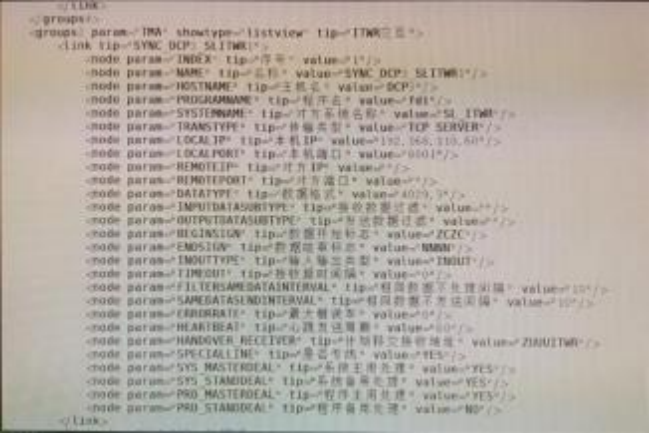 </link>
</groups>
<groups2 param="TMA" showtype="listview" tip="ITWR
<link tip="SYNC_DCP2_SLITWR1">
<node param="INDEX" tip="序号" value="1"/>
<node param="NAME" tip="名称" value="SYNC_DCP2_SLITWR1"/>
<node param="HOSTNAME" tip="主机名" value="DCP2"/>
<node param="PROGRAMNAME" tip="程序名" value="fdt"/>
<node param="SYSTEMNAME" tip="对方系统名称" value="SL_ITWR"/>
<node param="TRANSTYPE" tip="传输类型" value="TCP SERVER"/>
<node param="LOCALIP" tip="本机IP" value="192.168.110.60"/>
<node param="LOCALPORT" tip="本机端口" value="
<node param="REMOTEIP" tip="对方IP" value=""/>
<node param="REMOTEPORT" tip="对方端口" value=""/>
<node param="DATATYPE" tip="数据格式" value="4029.3"/>
<node param="INPUTDATASUBTYPE" tip="接收数据过滤" value=""/>
<node param="OUTPUTDATASUBTYPE" tip="发送数据过滤" value=""/>
<node param="BEGINSIGN" tip="数据开始标志" value="ZCZC"/>
<node param="ENDSIGN" tip="数据结束标志" value="NNNN"/>
<node param="INOUTTYPE" tip="输入输出类型" value="INOUT"/>
<node param="TIMEOUT" tip="接收超时间隔" value="0"/>
<node param="FILTERSAMEDATAINTERVAL" tip="相同数据不处理间隔" value="10"/>
<node param="SAMEDATASENDINTERVAL" tip="相同数据不发送间隔" value="10"/>
<node param="ERRORRATE" tip="最大错误率" value="0"/>
<node param="HEARTBEAT" tip="心跳发送周期" value="60"/>
<node param="HANDOVER_RECEIVER" tip="计划移交接收地址" value="ZUUUITWR"/>
<node param="SPECIALLINE" tip="是否专线" value="YES"/>
<node param="SYS_MASTERDEAL" tip="系统主用处理" value="YES"/>
<node param="SYS_STANDDEAL" tip="系统备用处理" value="YES"/>
<node param="PRO_MASTERDEAL" tip="程序主用处理" value="YES"/>
<node param="PRO_STANDDEAL" tip="程序备用处理" value="NO"/>
</link>